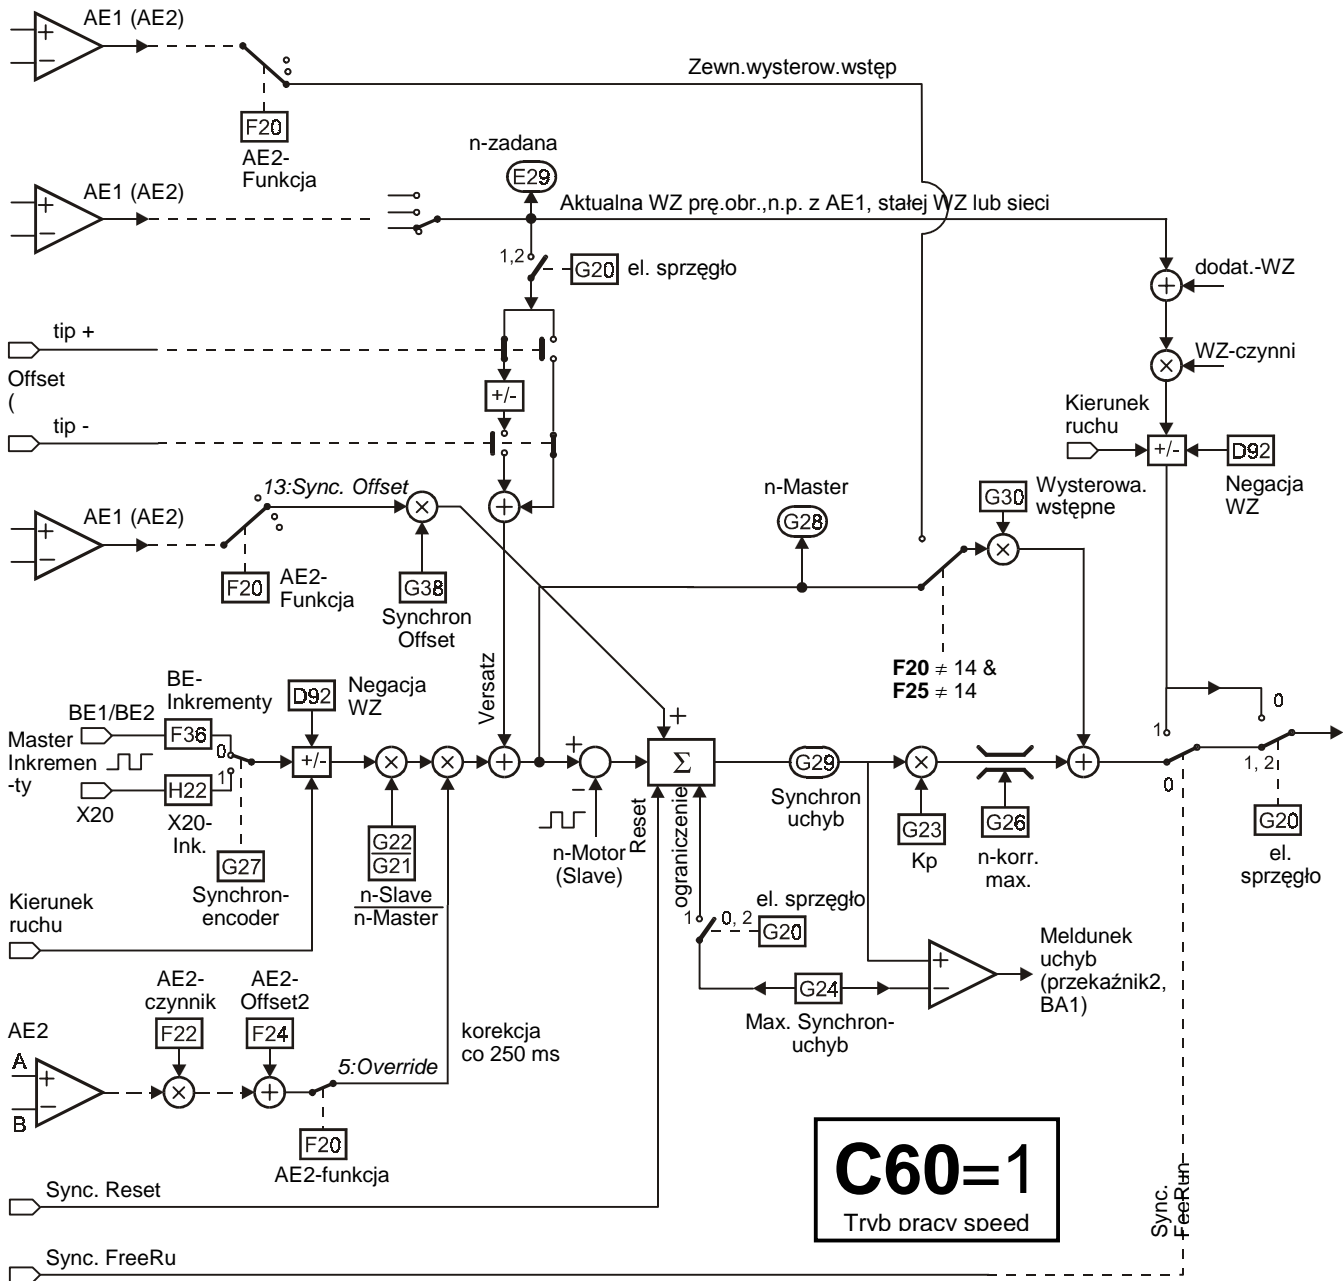 AE1 (AE2)
Zewn.wysterow.wstęp
F20
AE2-
Funkcja
n-zadana
E29
AE1 (AE2)
Aktualna WZ prę.obr.,n.p. z AE1, stałej WZ lub sieci
1,2
G20
el. sprzęgło
dodat.-WZ
tip +
WZ-czynni
Offset
(
+/-
Kierunek
ruchu
tip -
+/-
D92
Negacja
WZ
13:Sync. Offset
n-Master
G28
G30
Wysterowa.
wstępne
AE1 (AE2)
F20
AE2-
Funkcja
G38
Synchron
Offset
F20 ≠ 14 &
F25 ≠ 14
Versatz
BE-
Inkrementy
D92
Negacja
WZ
BE1/BE2
F36
0
Master
Inkremen
-ty
+/-
1
H22
X20
X20-
Ink.
G27
Synchron-
encoder
G22
G21
n-Slave
n-Master
+
−
n-Motor
(Slave)
Reset
+
Σ
ograniczenie
G29
Synchron
uchyb
G23
Kp
G26
n-korr.
max.
1
0
0
1, 2
G20
el.
sprzęgło
Kierunek
ruchu
1
0, 2
el. sprzęgło
G20
G24
Max. Synchron-
uchyb
+
−
Meldunek
uchyb
(przekaźnik2,
BA1)
AE2-
czynnik
AE2-
Offset2
F22
F24
AE2
A
B
korekcja
co 250 ms
5:Override
F20
AE2-funkcja
C60=1
Tryb pracy speed
Sync. Reset
Sync.
FeeRun
Sync. FreeRu